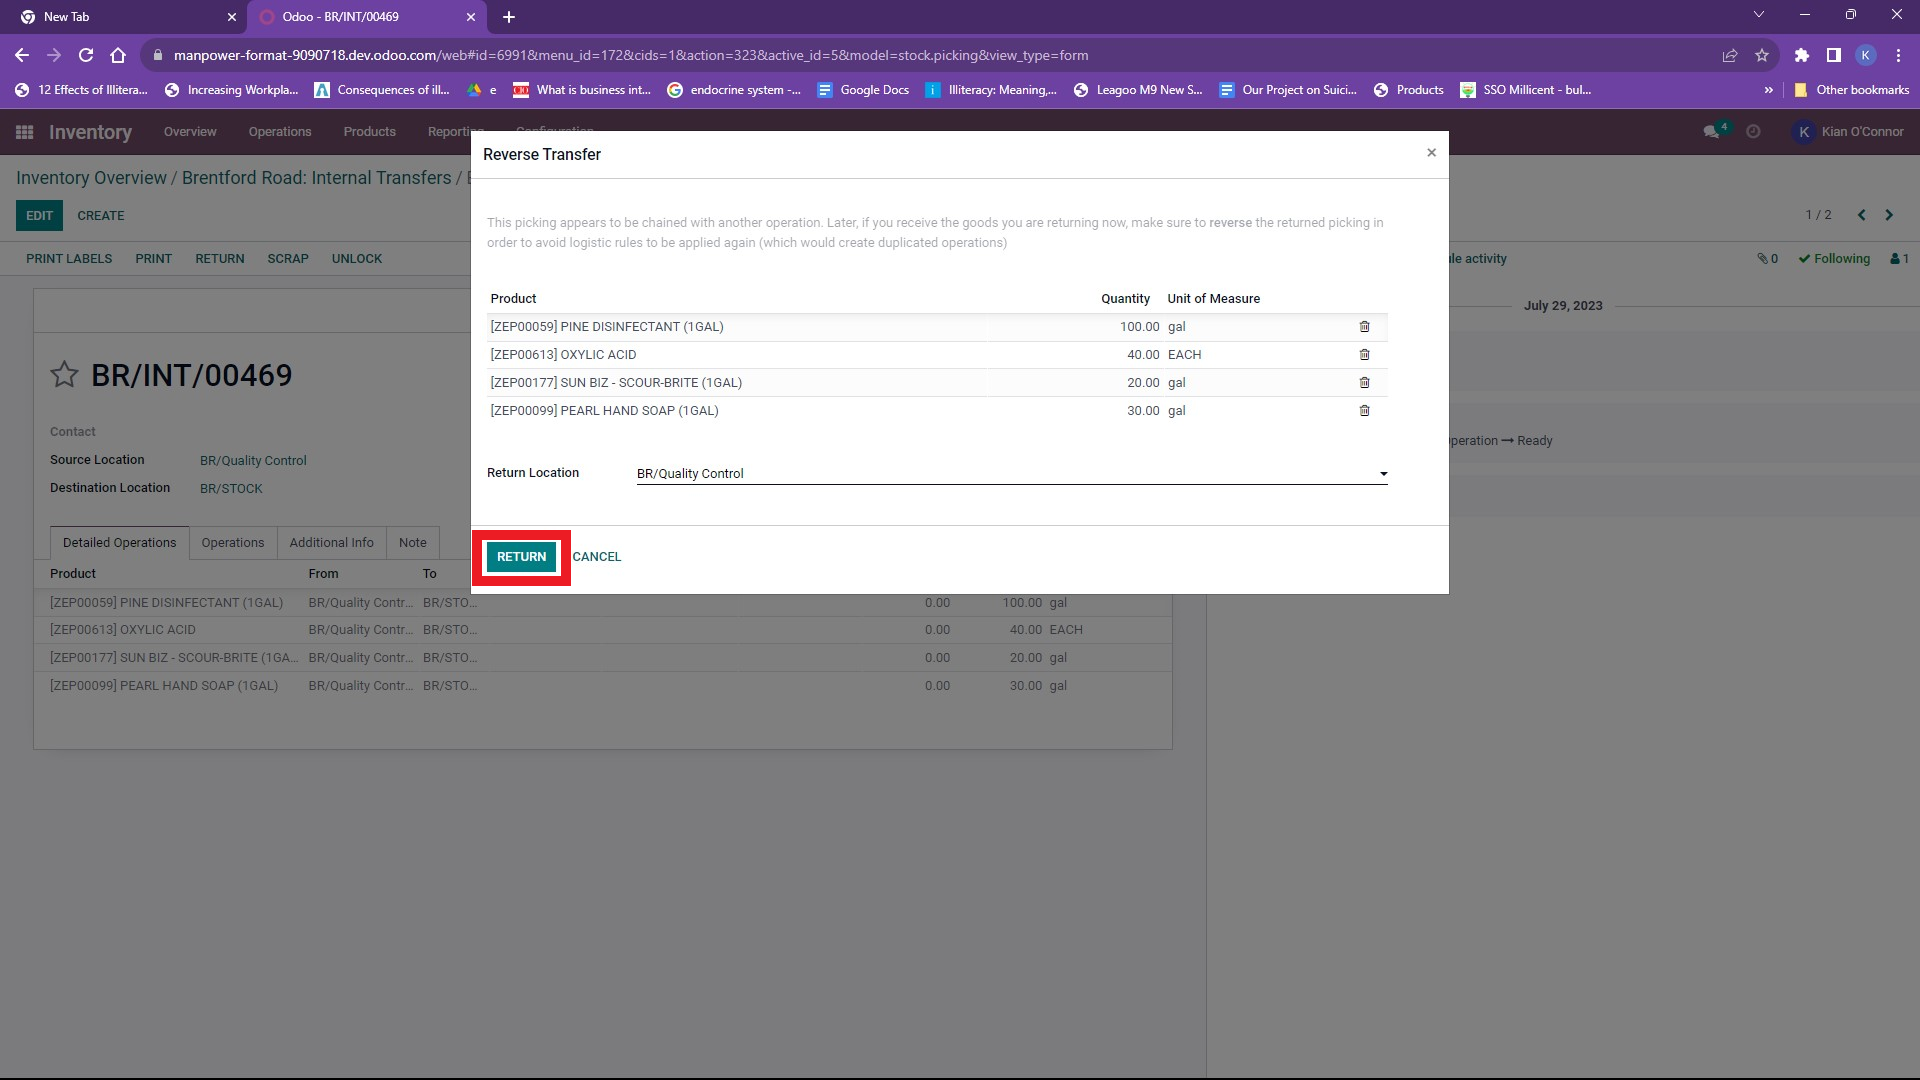 New Tab
Odoo - BR/INT/00469
manpower-format-9090718.dev.odoo.com/web#id=6991&menu_id=172&cids=1&action=323&active_id=5&model=stock.picking&view_type=form
K
12 Effects of Illitera...
Increasing Workpla...
Consequences of ill...
e
What is business int...
endocrine system -...
Google Docs
Illiteracy: Meaning,...
Leagoo M9 New S...
Our Project on Suici...
Products
SSO Millicent - bul...
»
Other bookmarks
Inventory
Overview
Operations
Products
Reporting
Configuration
4
K
Kian O'Connor
Inventory Overview / Brentford Road: Internal Transfers /
EDIT
CREATE
1 / 2
PRINT LABELS
PRINT
RETURN
SCRAP
UNLOCK
le activity
0
Following
1
July 29, 2023
BR/INT/00469
Contact
Source Location
BR/Quality Control
Destination Location
BR/STOCK
peration → Ready
Reverse Transfer
×
This picking appears to be chained with another operation. Later, if you receive the goods you are returning now, make sure to reverse the returned picking in
order to avoid logistic rules to be applied again (which would create duplicated operations)
Product Quantity Unit of Measure
[ZEP00059] PINE DISINFECTANT (1GAL) 100.00 gal
[ZEP00613] OXYLIC ACID 40.00 EACH
[ZEP00177] SUN BIZ - SCOUR-BRITE (1GAL) 20.00 gal
[ZEP00099] PEARL HAND SOAP (1GAL) 30.00 gal
Return Location
BR/Quality Control
RETURN
CANCEL
Detailed Operations
Operations
Additional Info
Note
Product From To
[ZEP00059] PINE DISINFECTANT (1GAL) BR/Quality Contr... BR/STO... 0.00 100.00 gal
[ZEP00613] OXYLIC ACID BR/Quality Contr... BR/STO... 0.00 40.00 EACH
[ZEP00177] SUN BIZ - SCOUR-BRITE (1GA... BR/Quality Contr... BR/STO... 0.00 20.00 gal
[ZEP00099] PEARL HAND SOAP (1GAL) BR/Quality Contr... BR/STO... 0.00 30.00 gal